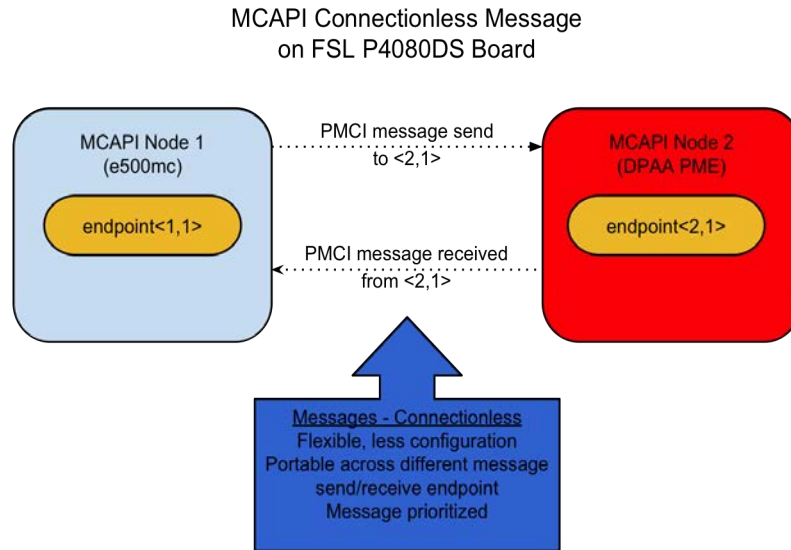 MCAPI Connectionless Message
on FSL P4080DS Board
MCAPI Node 1
(e500mc)
endpoint<1,1>
PMCI message send
to <2,1>
PMCI message received
from <2,1>
MCAPI Node 2
(DPAA PME)
endpoint<2,1>
Messages - Connectionless
Flexible, less configuration
Portable across different message
send/receive endpoint
Message prioritized